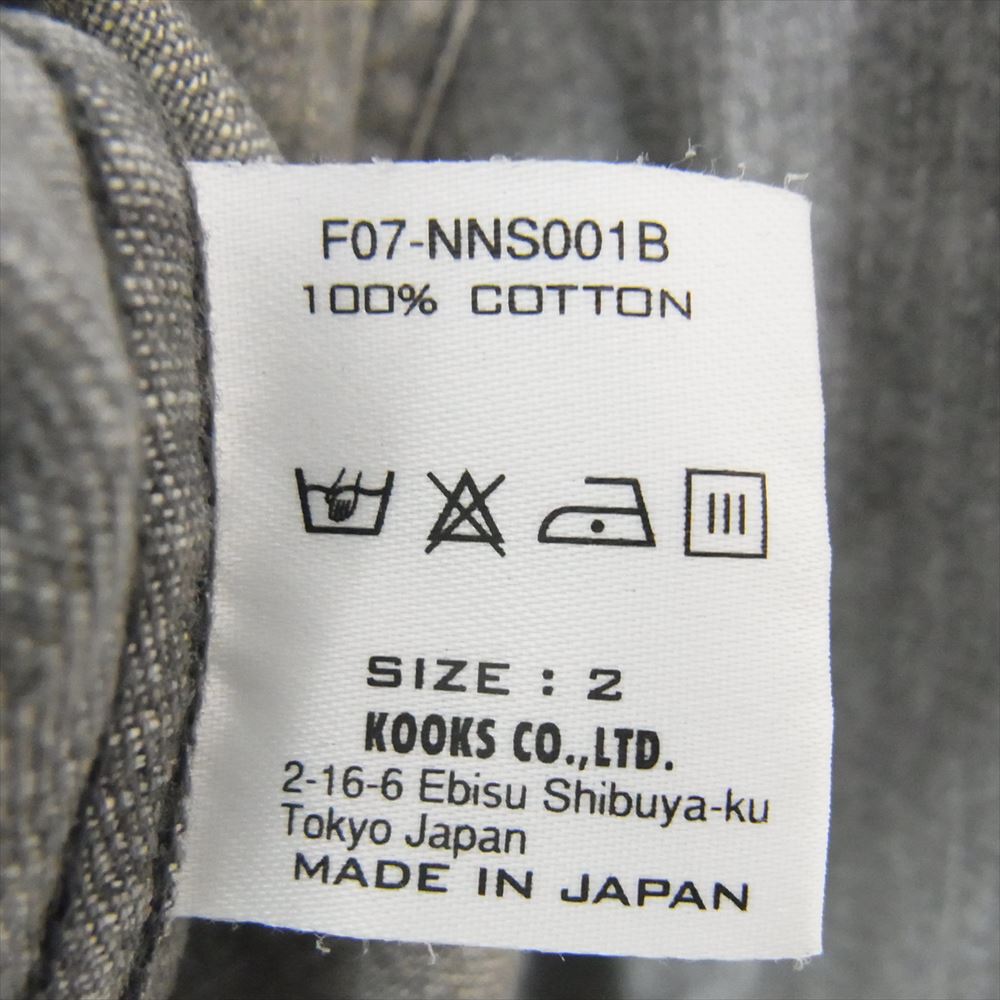 F07-NNS001B
100% COTTON
SIZE : 2
KOOKS CO.,LTD.
2-16-6 Ebisu Shibuya-ku
Tokyo Japan
MADE IN JAPAN